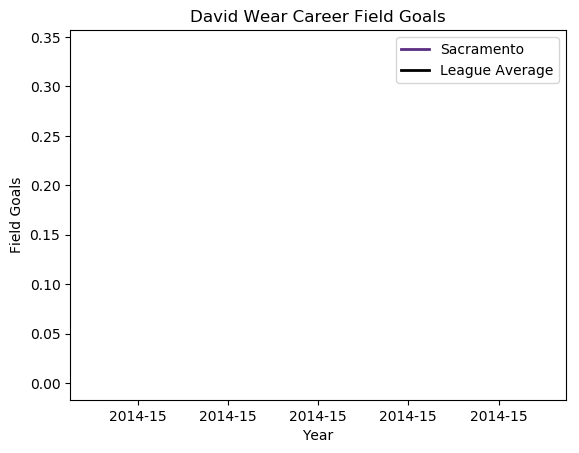 David Wear Career Field Goals
Sacramento
League Average
Field Goals
0.35
0.30
0.25
0.20
0.15
0.10
0.05
0.00
2014-15 2014-15 2014-15 2014-15 2014-15
Year